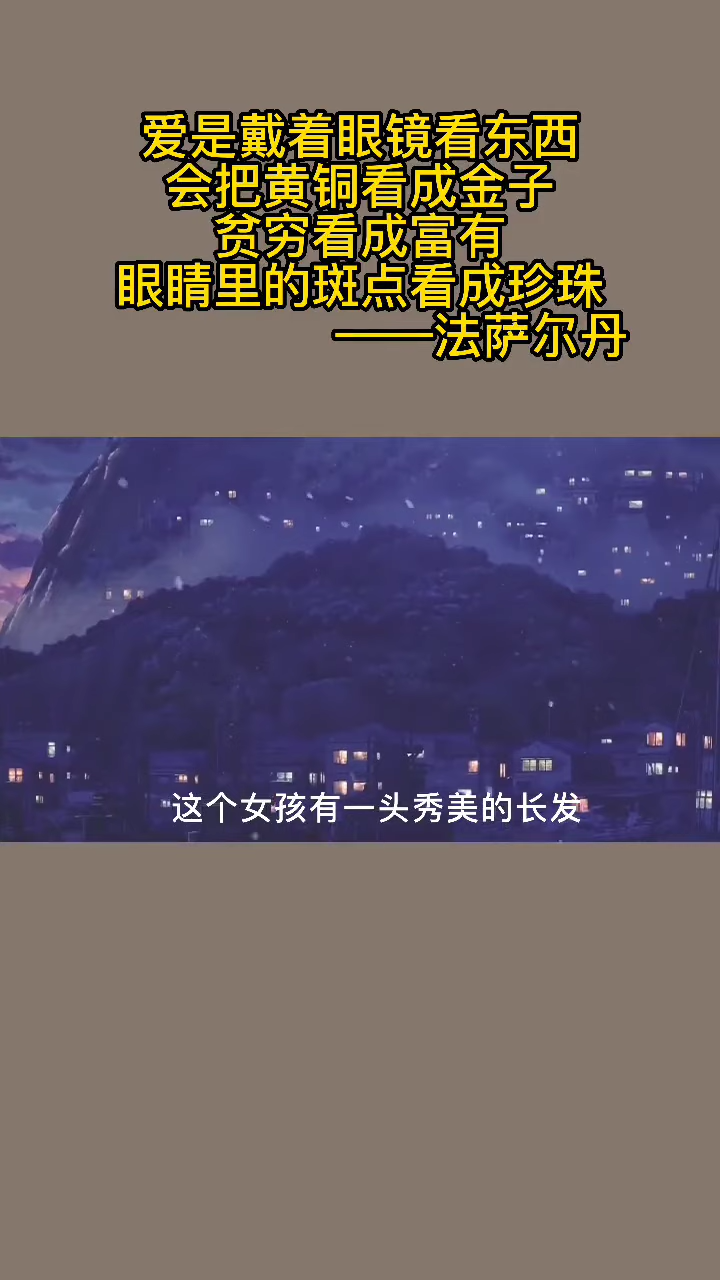 爱是戴着眼镜看东西
会把黄铜看成金子
贫穷看成富有
眼睛里的斑点看成珍珠
——法萨尔丹
这个女孩有一头秀美的长发